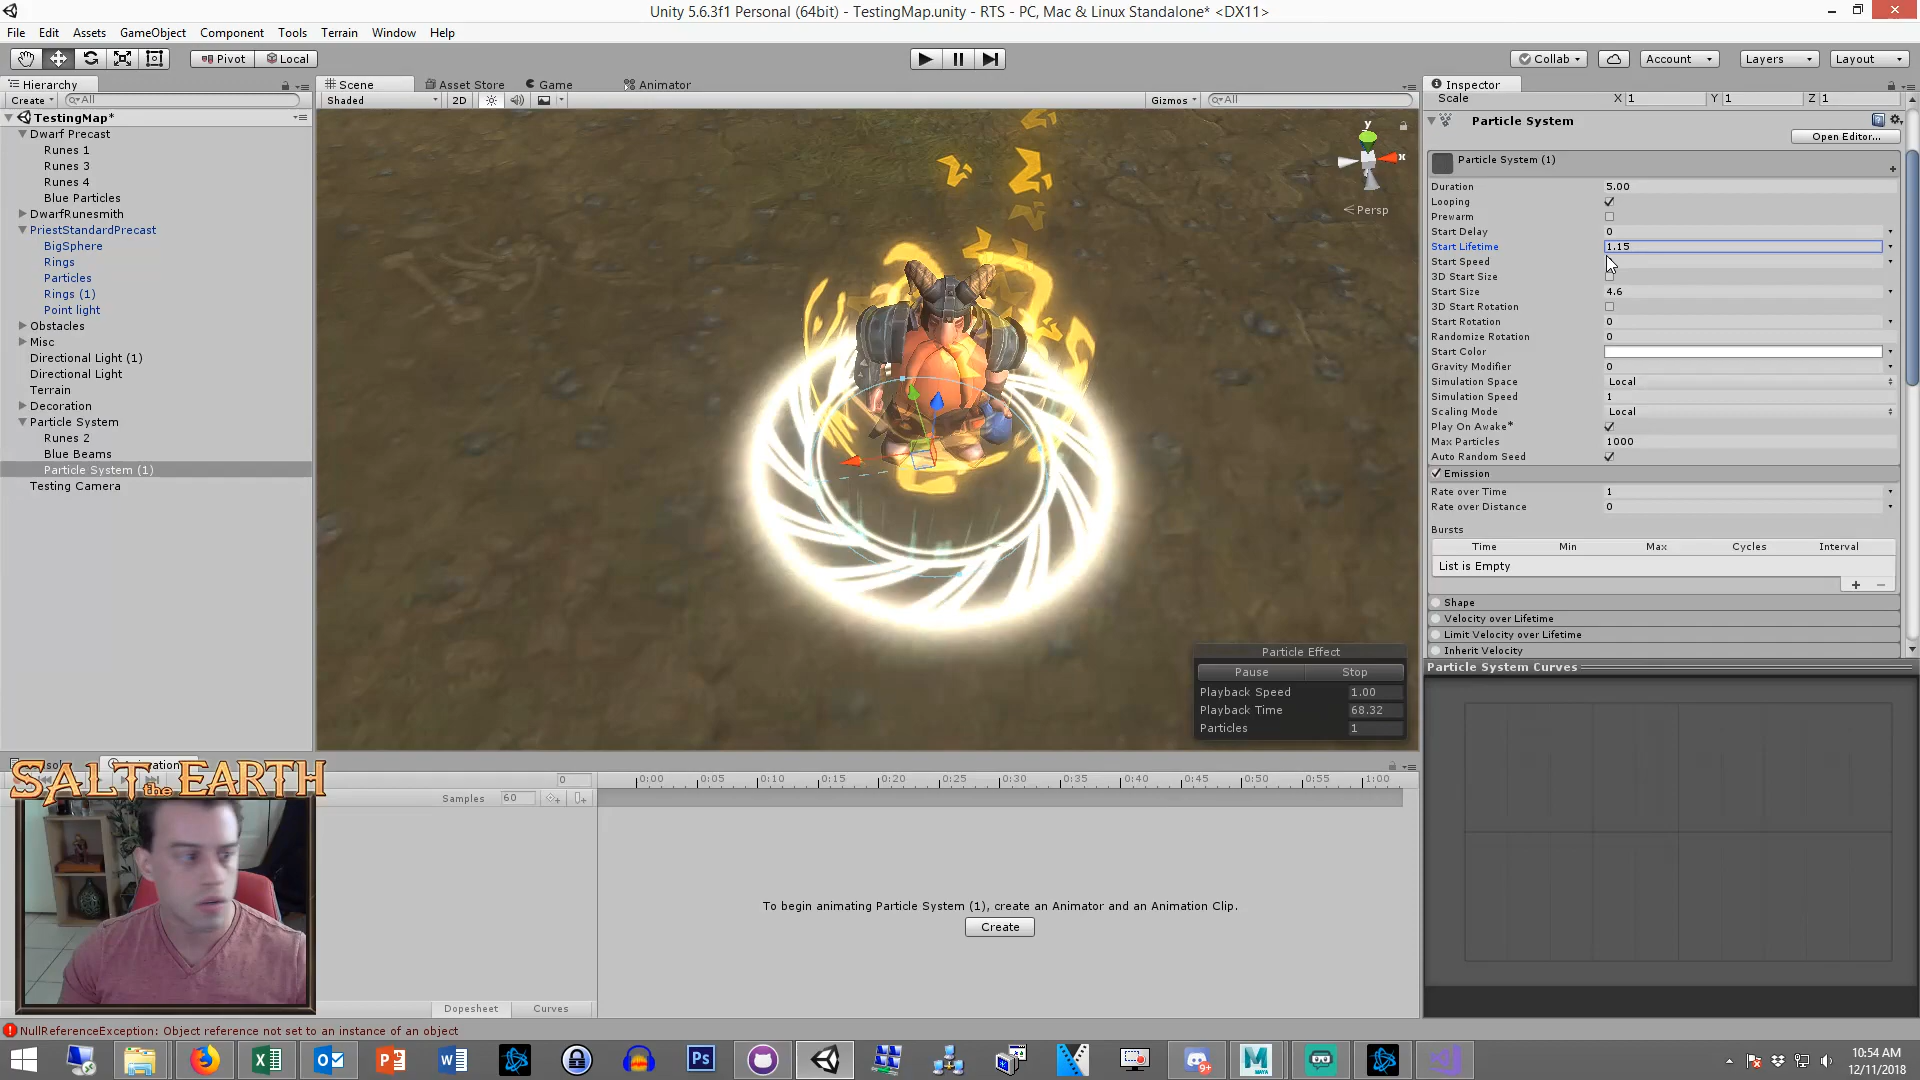 Unity 5.6.3f1 Personal (64bit) - TestingMap.unity - RTS - PC, Mac & Linux Standalone* <DX11>
File Edit Assets GameObject Component Tools Terrain Window Help
Pivot Local
Collab Account Layers Layout
Hierarchy
Create All
TestingMap*
Dwarf Precast
Runes 1
Runes 3
Runes 4
Blue Particles
DwarfRunesmith
PriestStandardPrecast
BigSphere
Rings
Particles
Rings (1)
Point light
Obstacles
Misc
Directional Light (1)
Directional Light
Terrain
Decoration
Particle System
Runes 2
Blue Beams
Particle System (1)
Testing Camera
Scene Asset Store Game Animator
Shaded 2D Gizmos All
y
x
Persp
Particle Effect
Pause Stop
Playback Speed 1.00
Playback Time 68.32
Particles 1
Inspector
Scale X 1 Y 1 Z 1
Particle System
Open Editor...
Particle System (1)
Duration 5.00
Looping
Prewarm
Start Delay 0
Start Lifetime 1.15
Start Speed
3D Start Size
Start Size 4.6
3D Start Rotation
Start Rotation 0
Randomize Rotation 0
Start Color
Gravity Modifier 0
Simulation Space Local
Simulation Speed 1
Scaling Mode Local
Play On Awake*
Max Particles 1000
Auto Random Seed
Emission
Rate over Time 1
Rate over Distance 0
Bursts
Time Min Max Cycles Interval
List is Empty
Shape
Velocity over Lifetime
Limit Velocity over Lifetime
Inherit Velocity
Particle System Curves
SALT the EARTH
0 0:00 0:05 0:10 0:15 0:20 0:25 0:30 0:35 0:40 0:45 0:50 0:55 1:00
Samples 60
To begin animating Particle System (1), create an Animator and an Animation Clip.
Create
Dopesheet Curves
NullReferenceException: Object reference not set to an instance of an object
Ps
9+
MAYA
10:54 AM
12/11/2018